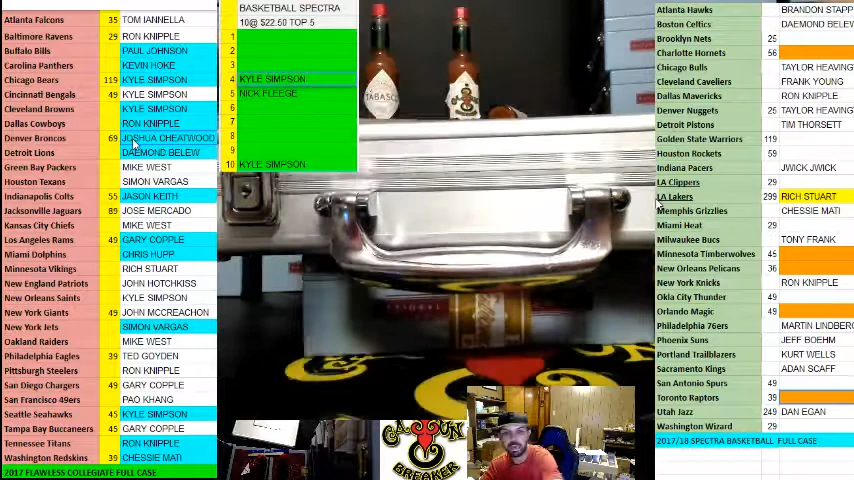 Atlanta Falcons 35 TOM IANNELLA
Baltimore Ravens 29 RON KNIPPLE
Buffalo Bills PAUL JOHNSON
Carolina Panthers KEVIN HOKE
Chicago Bears 119 KYLE SIMPSON
Cincinnati Bengals 49 KYLE SIMPSON
Cleveland Browns KYLE SIMPSON
Dallas Cowboys RON KNIPPLE
Denver Broncos 69 JOSHUA CHEATWOOD
Detroit Lions DAEMOND BELEW
Green Bay Packers MIKE WEST
Houston Texans SIMON VARGAS
Indianapolis Colts 55 JASON KEITH
Jacksonville Jaguars 89 JOSE MERCADO
Kansas City Chiefs MIKE WEST
Los Angeles Rams 49 GARY COPPLE
Miami Dolphins CHRIS HUPP
Minnesota Vikings RICH STUART
New England Patriots JOHN HOTCHKISS
New Orleans Saints KYLE SIMPSON
New York Giants 49 JOHN MCCREACHON
New York Jets SIMON VARGAS
Oakland Raiders MIKE WEST
Philadelphia Eagles 39 TED GOYDEN
Pittsburgh Steelers RON KNIPPLE
San Diego Chargers 49 GARY COPPLE
San Francisco 49ers PAO KHANG
Seattle Seahawks 45 KYLE SIMPSON
Tampa Bay Buccaneers 45 GARY COPPLE
Tennessee Titans RON KNIPPLE
Washington Redskins 39 CHESSIE MATI
2017 FLAWLESS COLLEGIATE FULL CASE
BASKETBALL SPECTRA
10@ $22.50 TOP 5
1
2
3
4 KYLE SIMPSON
5 NICK FLEEGE
6
7
8
9
10 KYLE SIMPSON
TABASCO
CAJUN
BREAKER
Atlanta Hawks BRANDON STAPP
Boston Celtics DAEMOND BELEW
Brooklyn Nets 25
Charlotte Hornets 56
Chicago Bulls TAYLOR HEAVING
Cleveland Caveliers FRANK YOUNG
Dallas Mavericks RON KNIPPLE
Denver Nuggets 25 TAYLOR HEAVING
Detroit Pistons TIM THORSETT
Golden State Warriors 119
Houston Rockets 59
Indiana Pacers JWICK JWICK
LA Clippers 29
LA Lakers 299 RICH STUART
Memphis Grizzlies CHESSIE MATI
Miami Heat 29
Milwaukee Bucs TONY FRANK
Minnesota Timberwolves 45
New Orleans Pelicans 36
New York Knicks RON KNIPPLE
Okla City Thunder 49
Orlando Magic 49
Philadelphia 76ers MARTIN LINDBERG
Phoenix Suns JEFF BOEHM
Portland Trailblazers KURT WELLS
Sacramento Kings ADAN SCAFF
San Antonio Spurs 49
Toronto Raptors 39
Utah Jazz 249 DAN EGAN
Washington Wizard 29
2017/18 SPECTRA BASKETBALL FULL CASE